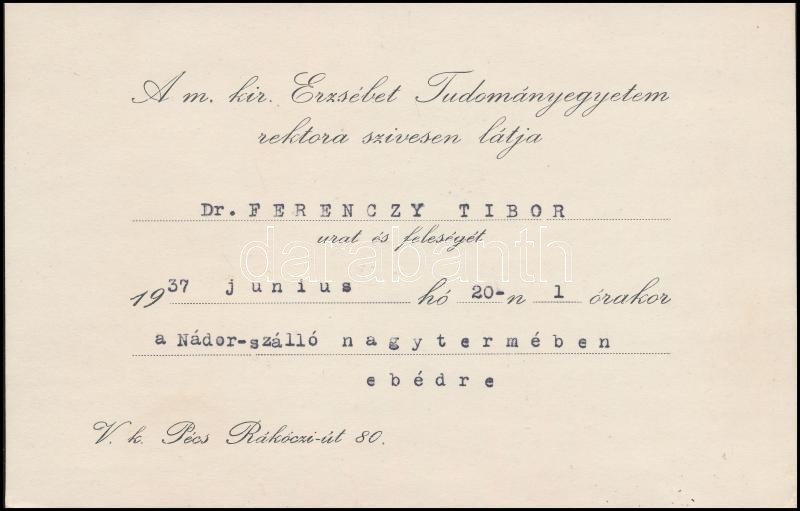 A m. kir. Erzsébet Tudományegyetem
rektora szivesen látja
Dr. FERENCZY TIBOR
urat és feleségét
darabanth
1937 junius hó 20-n 1 órakor
a Nádor-szálló nagytermében
ebédre
V. k. Pécs Rákóczi-út 80.